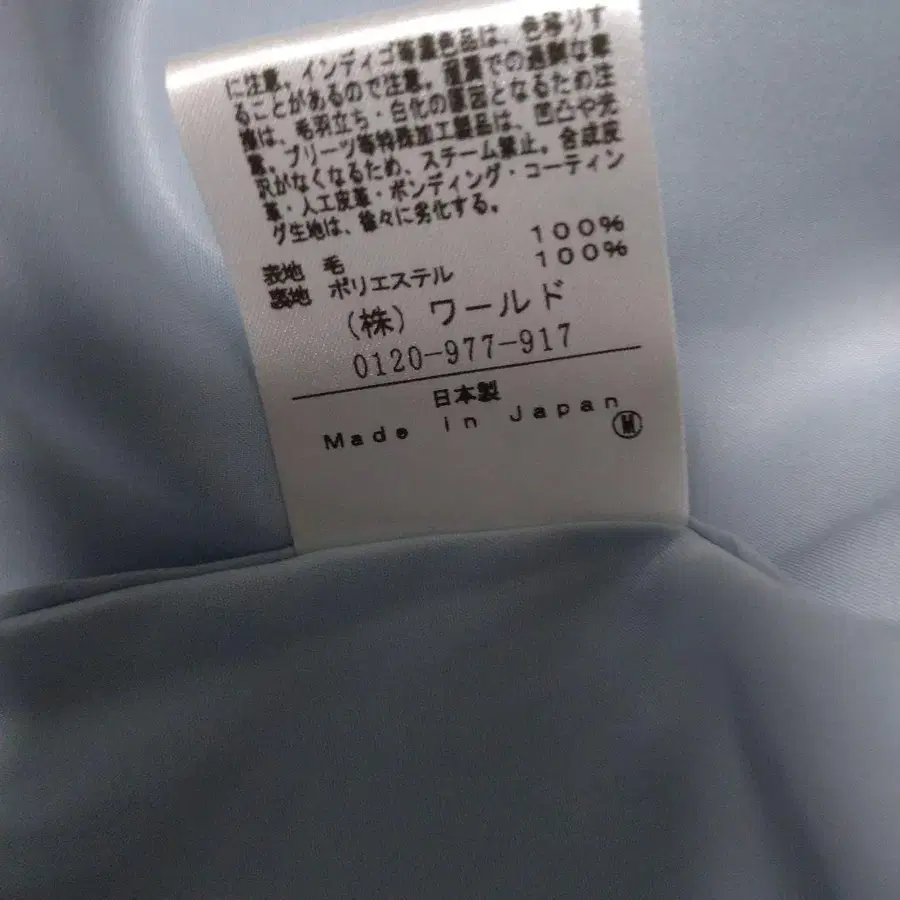 に注意。インディゴ等濃色品は、色移りす
ることがあるので注意。摩擦での過剰な摩
擦は、毛羽立ち・白化の原因となるため注
意。プリーツ等特殊加工製品は、凹凸や光
沢がなくなるため、スチーム禁止。合成皮
革・人工皮革・ボンディング・コーティン
グ生地は、徐々に劣化する。
表地 毛 100%
裏地 ポリエステル 100%
(株) ワールド
0120-977-917
日本製
Made in Japan
Ⓜ